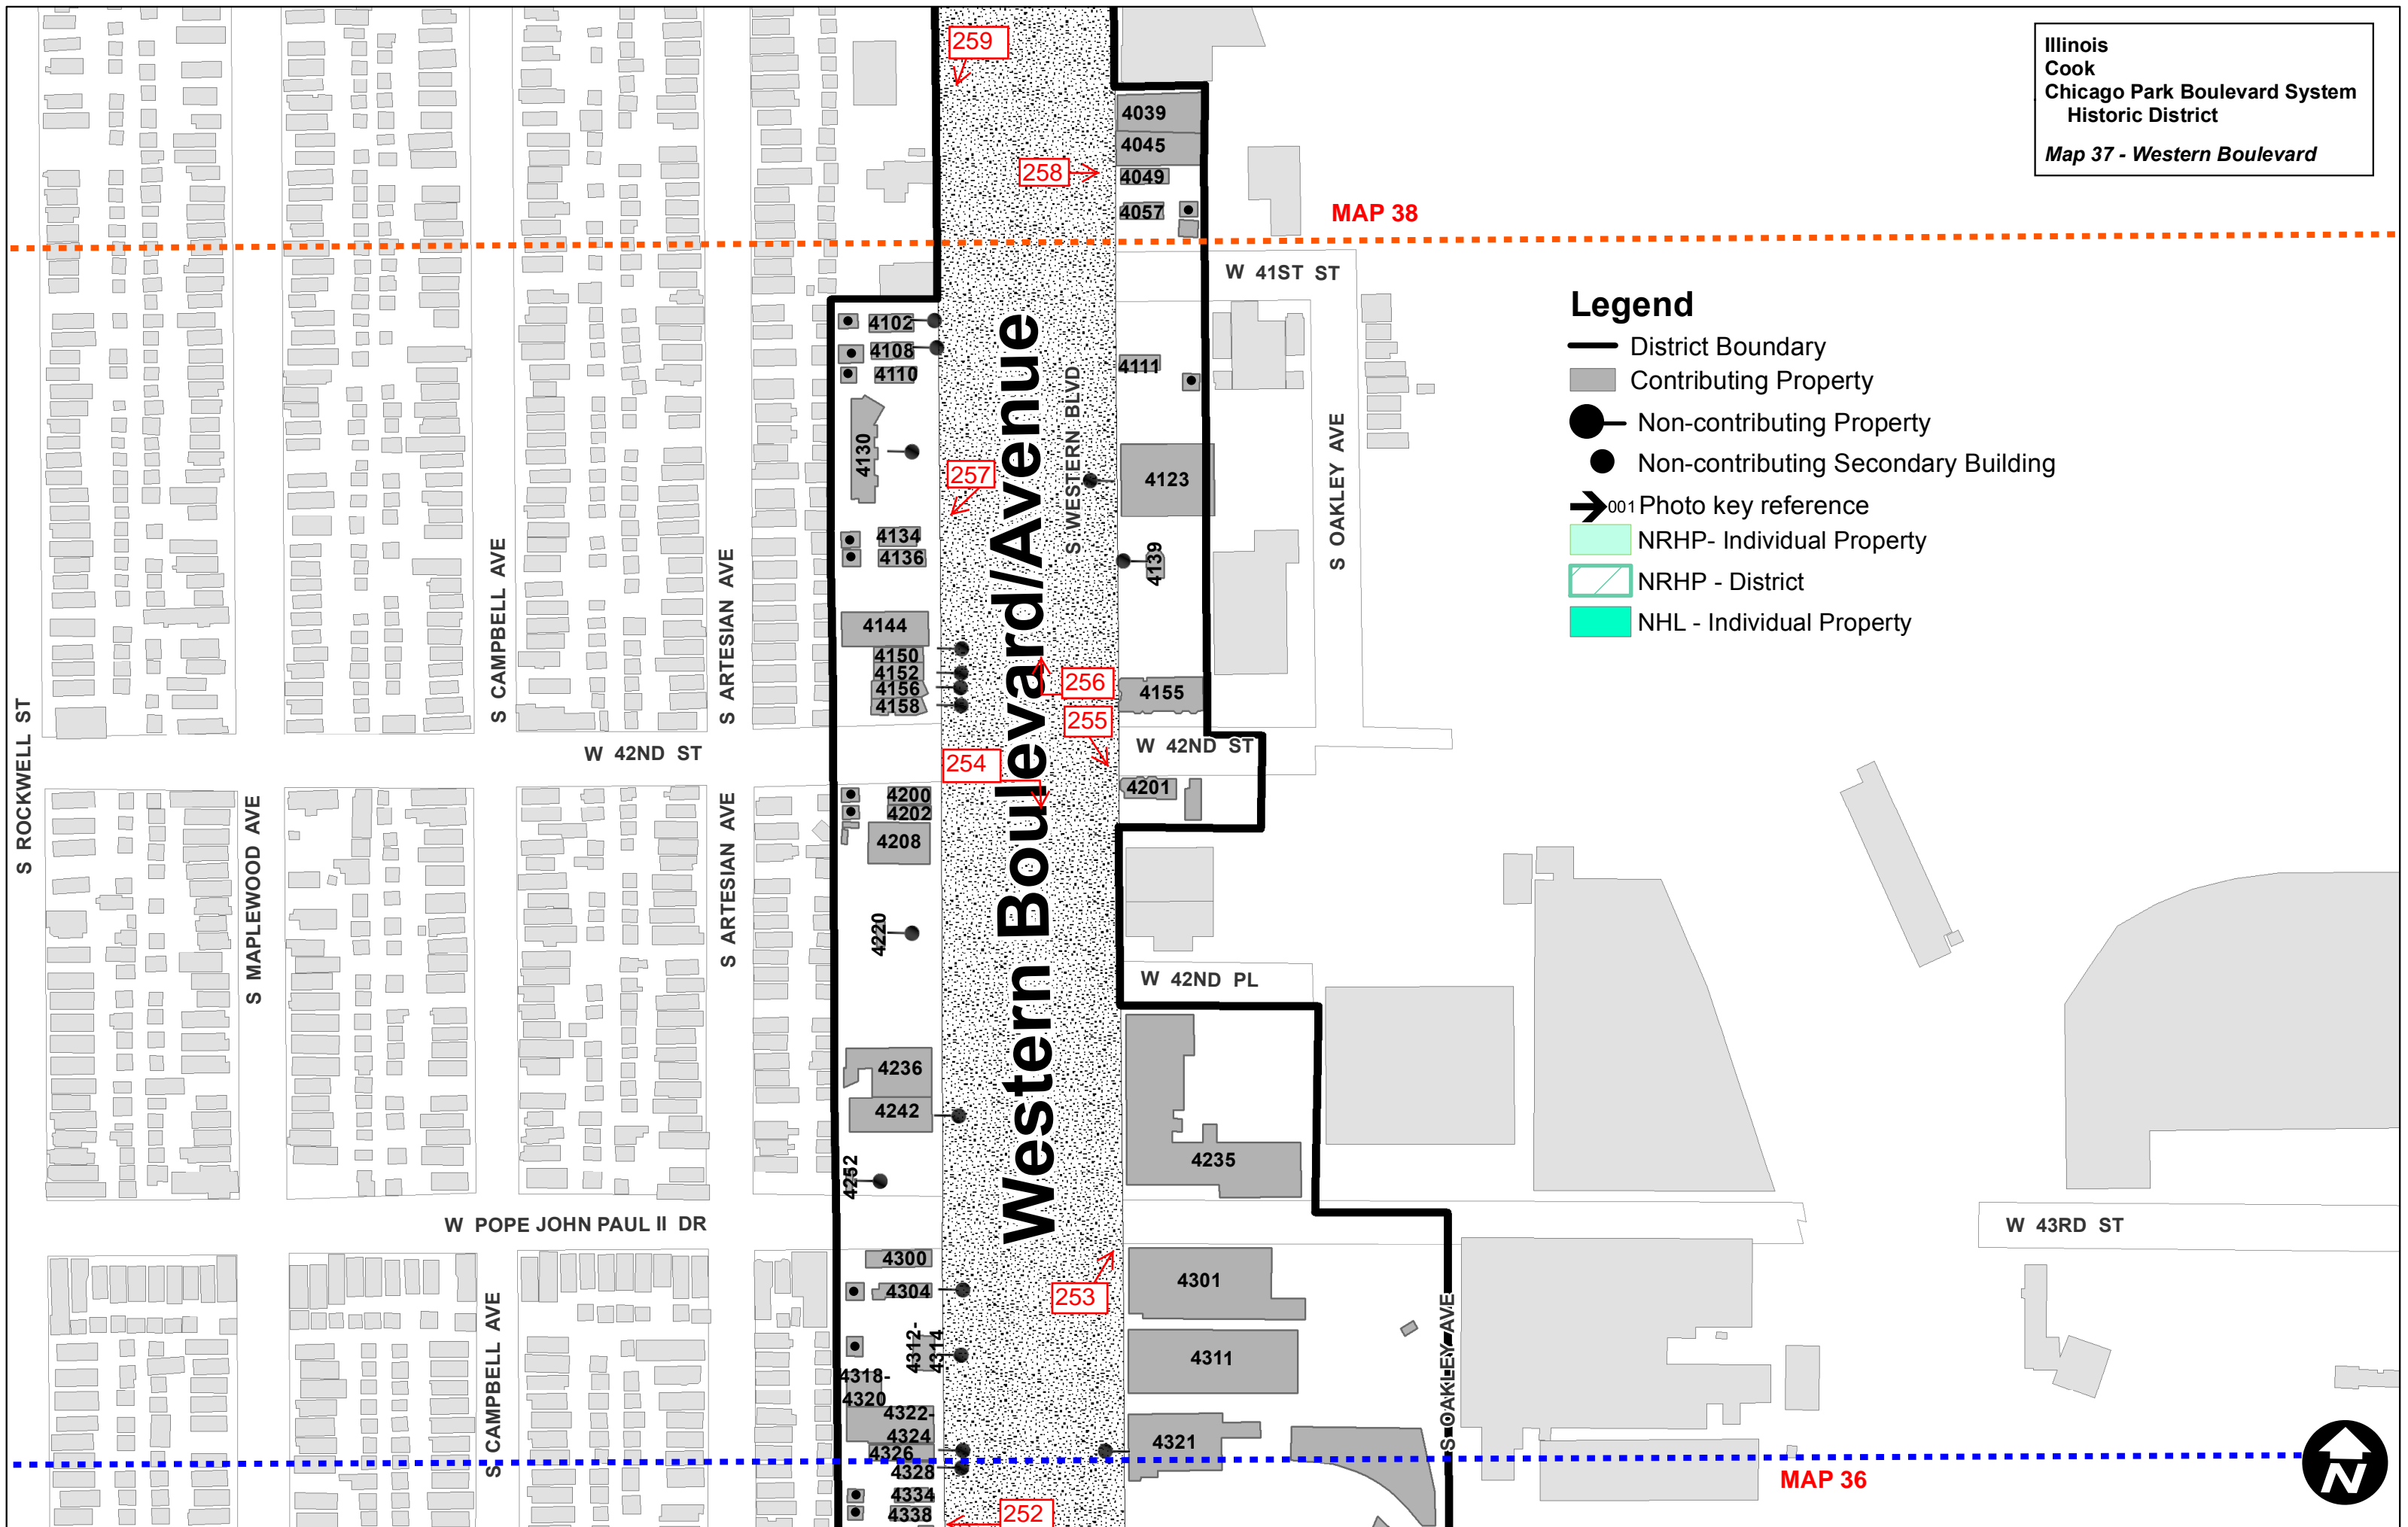 Illinois
Cook
Chicago Park Boulevard System
Historic District
Map 37 - Western Boulevard
259
4039
4045
258
4049
4057
MAP 38
W 41ST ST
Legend
District Boundary
Contributing Property
Non-contributing Property
Non-contributing Secondary Building
001 Photo key reference
NRHP- Individual Property
NRHP - District
NHL - Individual Property
4102
4108
4110
4111
4130
257
4123
4134
4136
4139
4144
4150
4152
4156
4158
256
4155
255
Western Boulevard/Avenue
S WESTERN BLVD
S OAKLEY AVE
S CAMPBELL AVE
S ARTESIAN AVE
S ROCKWELL ST
W 42ND ST
W 42ND ST
254
4200
4202
4201
4208
4220
S MAPLEWOOD AVE
S ARTESIAN AVE
W 42ND PL
4236
4242
4235
4252
W POPE JOHN PAUL II DR
W 43RD ST
4300
4304
4301
253
4312-
4314
4311
4318-
4320
4322-
4324
4326
4321
4328
S CAMPBELL AVE
S OAKLEY AVE
MAP 36
4334
4338
252
N